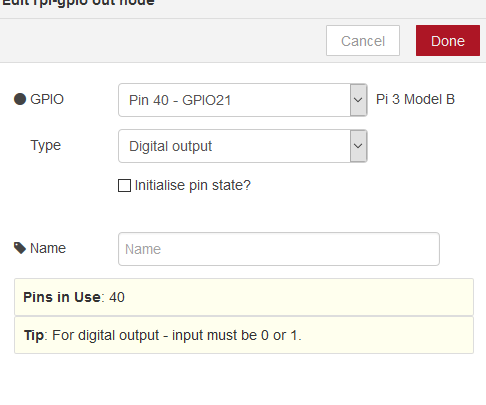 Edit rpi-gpio out node
Cancel Done
GPIO Pin 40 - GPIO21 Pi 3 Model B
Type Digital output
Initialise pin state?
Name Name
Pins in Use: 40
Tip: For digital output - input must be 0 or 1.